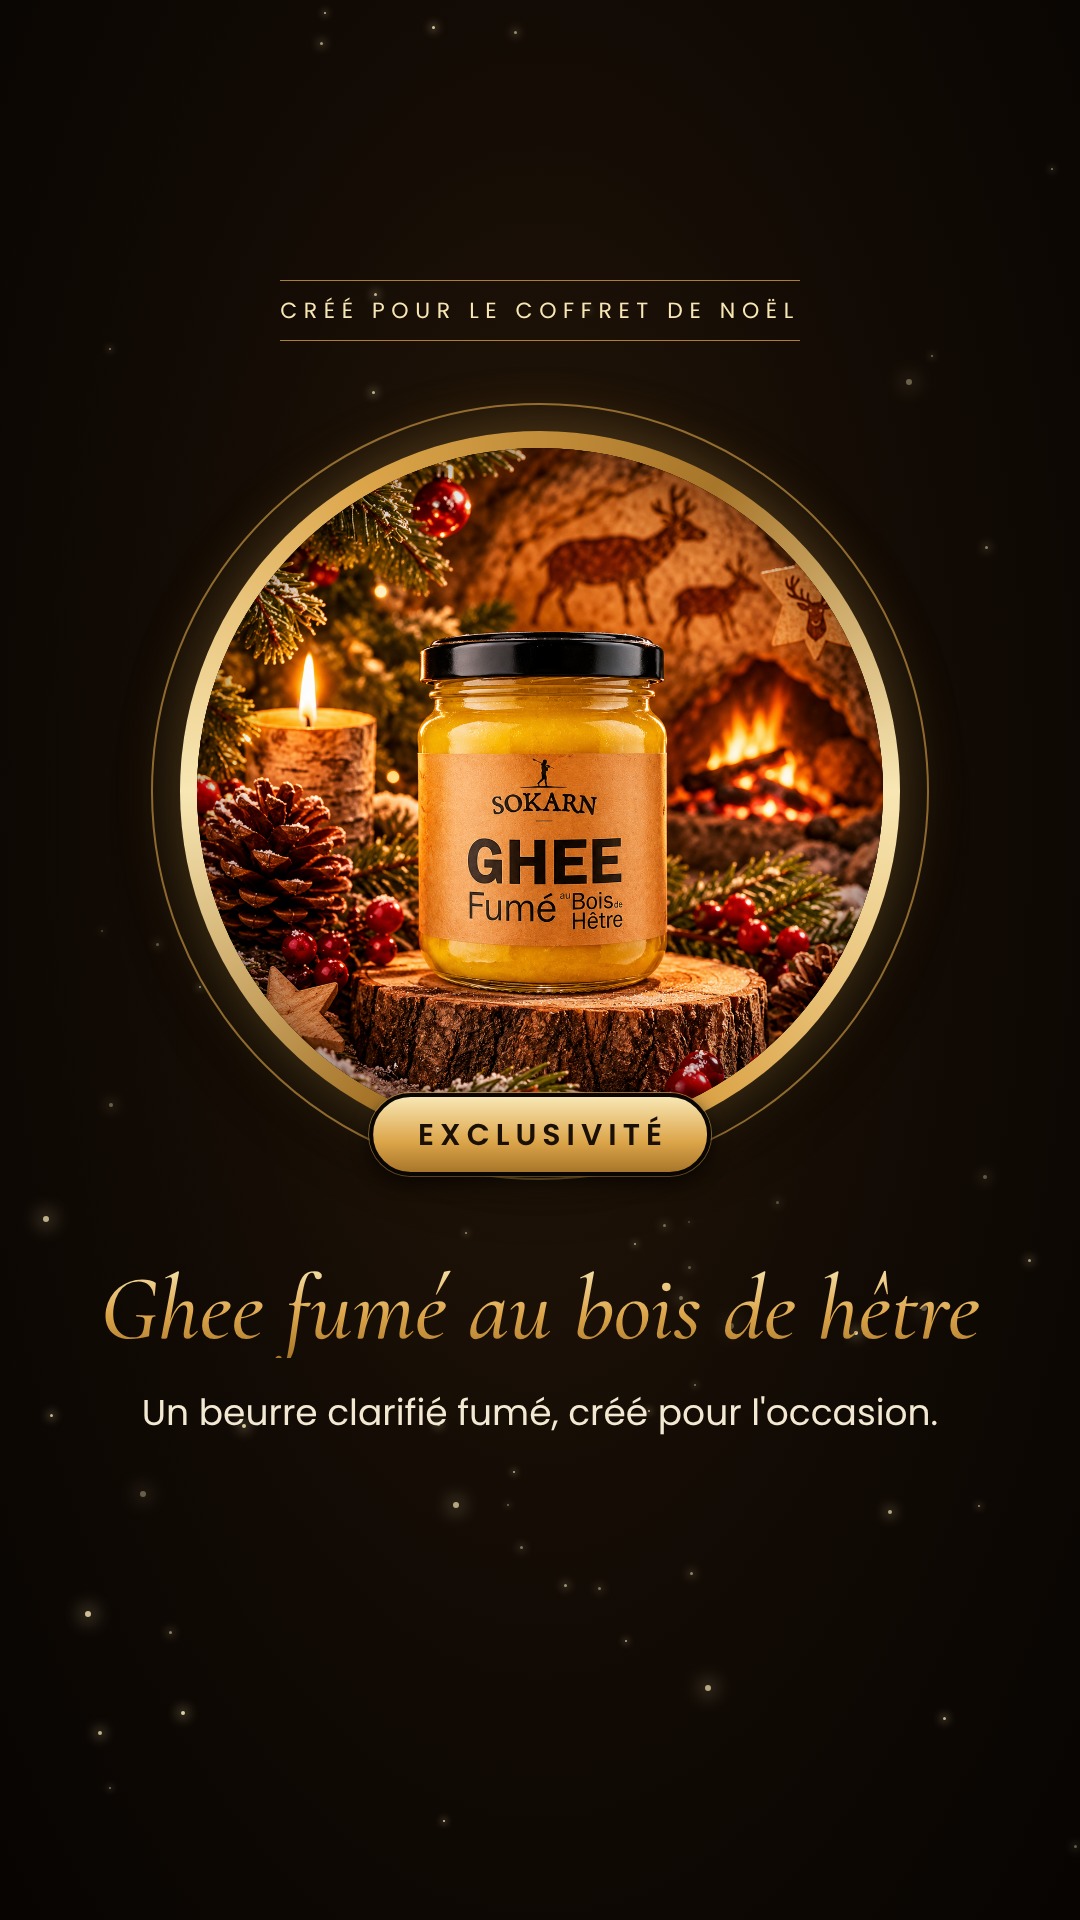 CRÉÉ POUR LE COFFRET DE NOËL
SOKARN
GHEE
Fumé au Bois de
Hêtre
EXCLUSIVITÉ
Ghee fumé au bois de hêtre
Un beurre clarifié fumé, créé pour l'occasion.